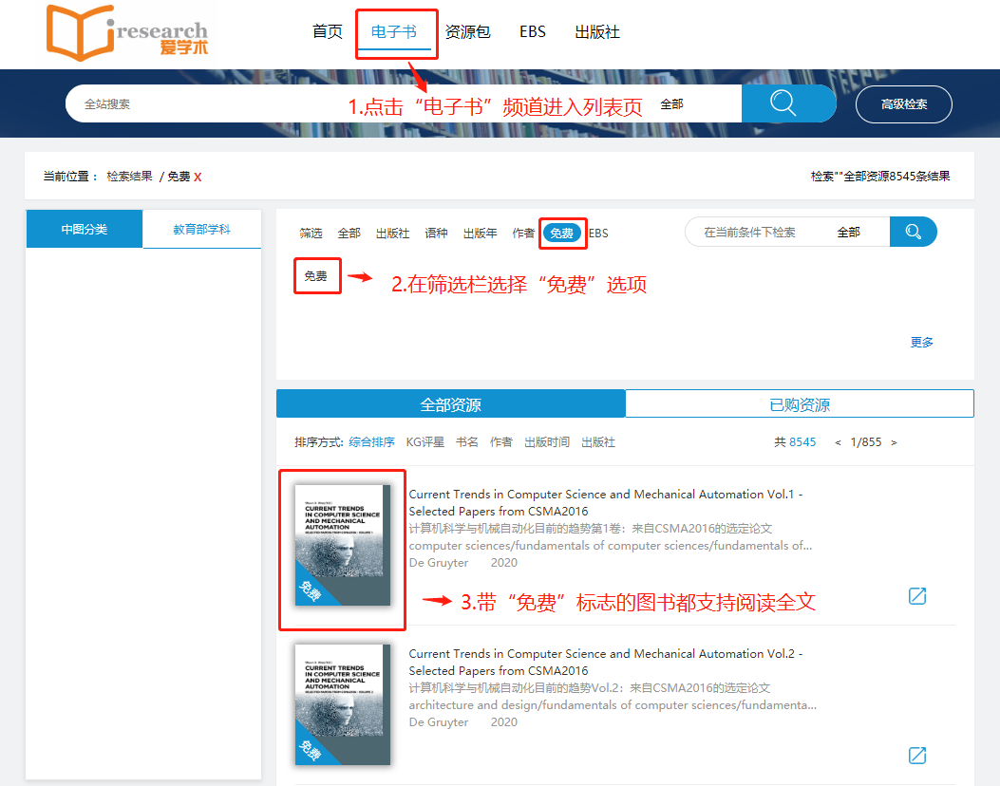 iresearch
爱学术
首页 电子书 资源包 EBS 出版社
全站搜索 1.点击“电子书”频道进入列表页 全部 高级检索
当前位置： 检索结果 / 免费 X 检索""全部资源8545条结果
中图分类 教育部学科
筛选 全部 出版社 语种 出版年 作者 免费 EBS 在当前条件下检索 全部
免费 2.在筛选栏选择“免费”选项
更多
全部资源 已购资源
排序方式: 综合排序 KG评星 书名 作者 出版时间 出版社 共 8545 < 1/855 >
CURRENT TRENDS
IN COMPUTER SCIENCE
AND MECHANICAL
AUTOMATION
免费
Current Trends in Computer Science and Mechanical Automation Vol.1 -
Selected Papers from CSMA2016
计算机科学与机械自动化目前的趋势第1卷：来自CSMA2016的选定论文
computer sciences/fundamentals of computer sciences/fundamentals of...
De Gruyter 2020
3.带“免费”标志的图书都支持阅读全文
CURRENT TRENDS
IN COMPUTER SCIENCE
AND MECHANICAL
AUTOMATION
免费
Current Trends in Computer Science and Mechanical Automation Vol.2 -
Selected Papers from CSMA2016
计算机科学与机械自动化目前的趋势Vol.2：来自CSMA2016的选定论文
architecture and design/fundamentals of computer sciences/fundamenta...
De Gruyter 2020